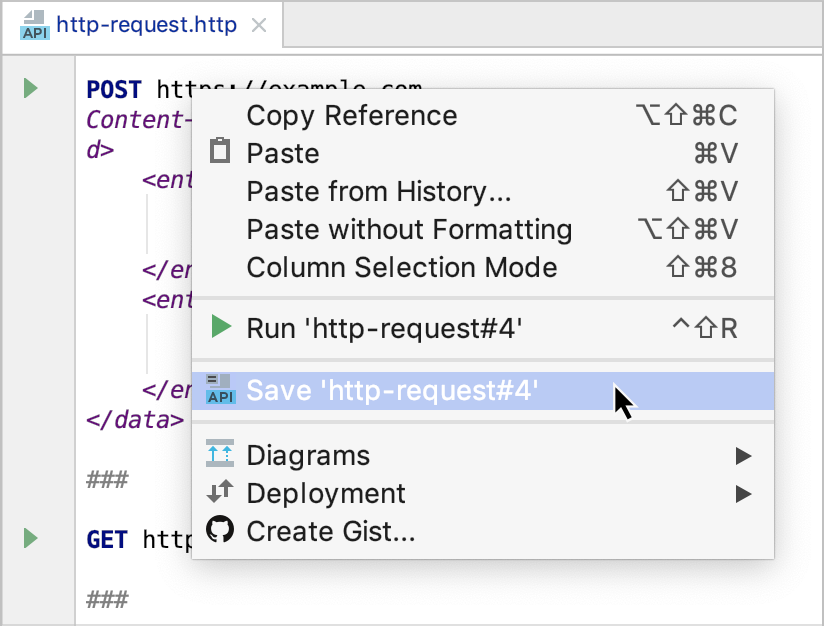 API http-request.http
POST https://example.com
Content-
d>
<ent
</en
<ent
</en
</data>
###
GET http
###
Copy Reference ⌥⇧⌘C
Paste ⌘V
Paste from History... ⇧⌘V
Paste without Formatting ⌥⇧⌘V
Column Selection Mode ⇧⌘8
Run 'http-request#4' ^⇧R
API Save 'http-request#4'
Diagrams
Deployment
Create Gist...